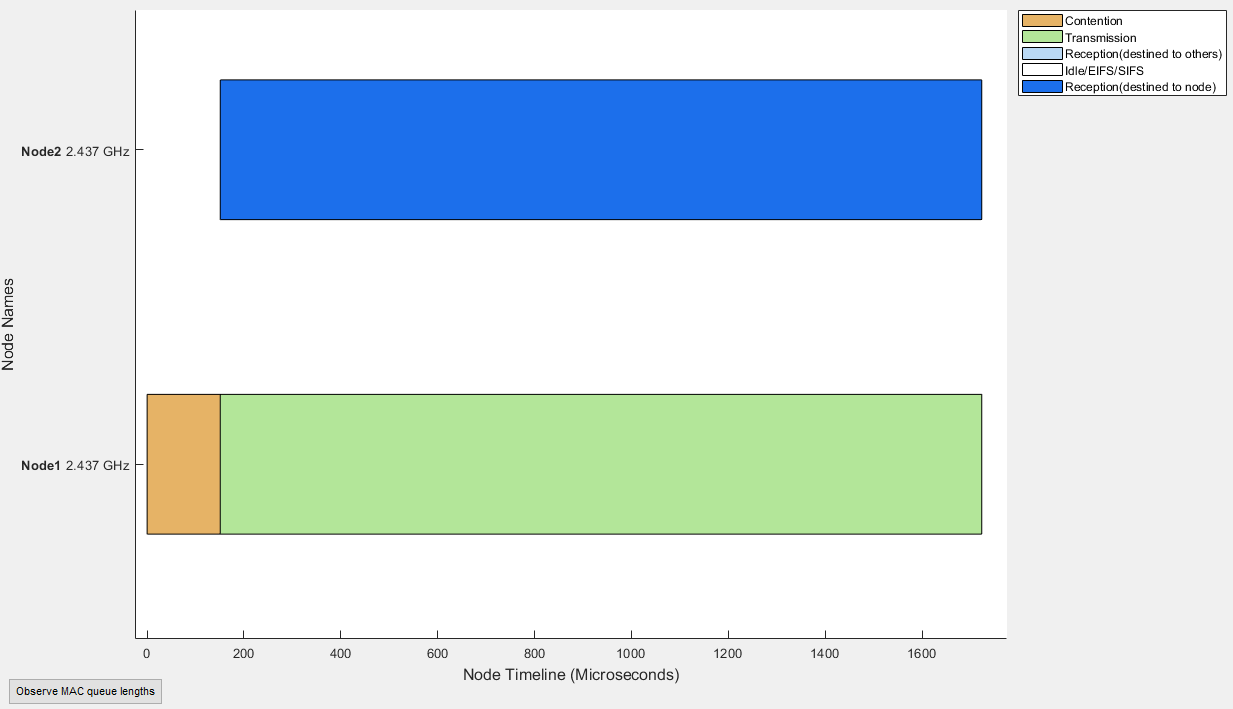 Contention
Transmission
Reception(destined to others)
Idle/EIFS/SIFS
Reception(destined to node)
Node2 2.437 GHz
Node Names
Node1 2.437 GHz
0 200 400 600 800 1000 1200 1400 1600
Node Timeline (Microseconds)
Observe MAC queue lengths